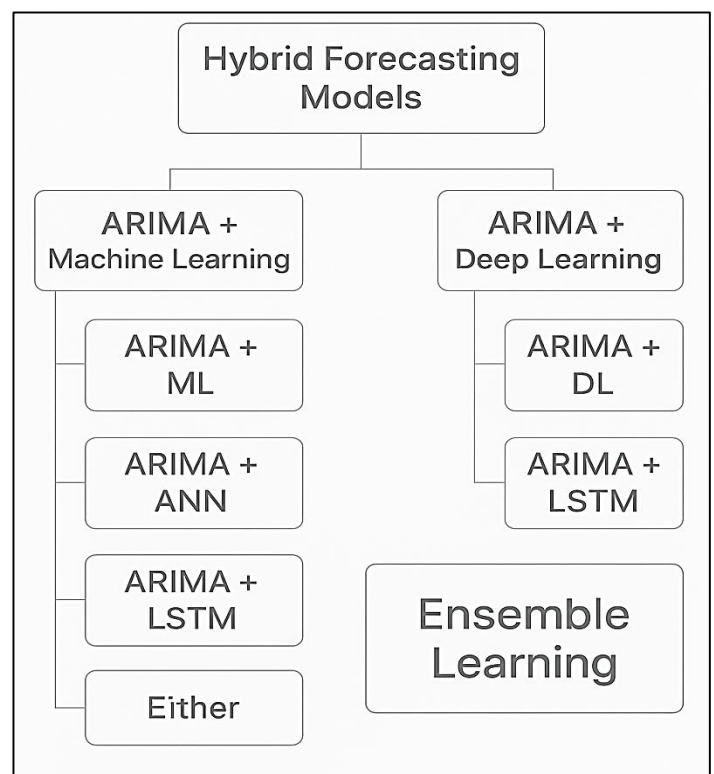 Hybrid Forecasting
Models
ARIMA +
Machine Learning
ARIMA +
ML
ARIMA +
ANN
ARIMA +
LSTM
Either
ARIMA +
Deep Learning
ARIMA +
DL
ARIMA +
LSTM
Ensemble
Learning